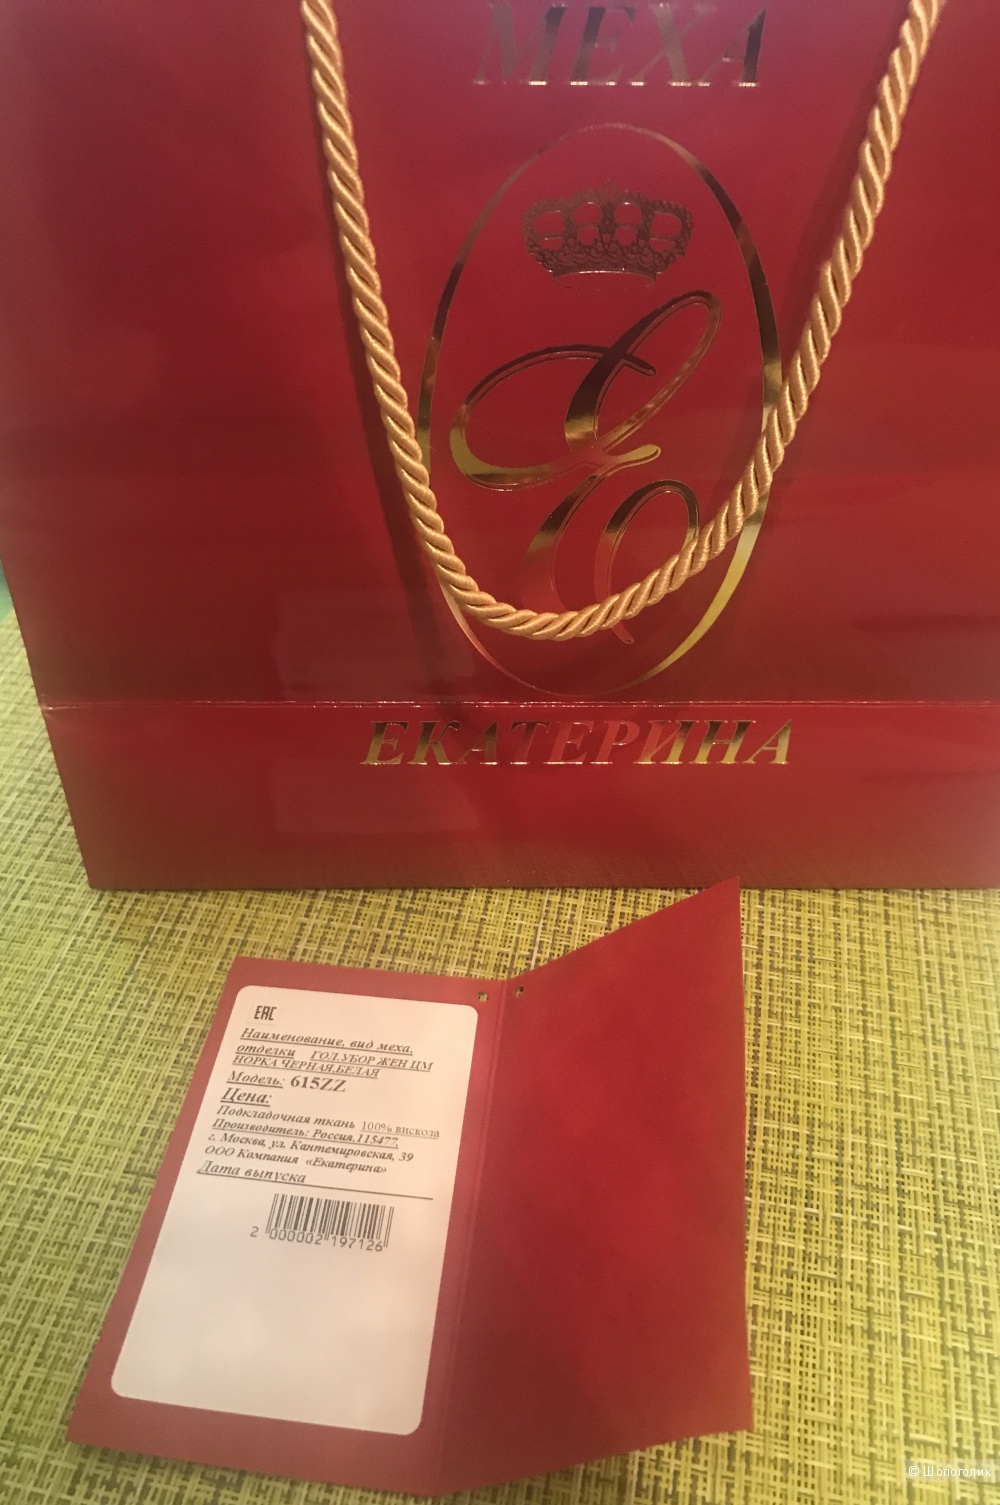 МЕХА
Е
ЕКАТЕРИНА
ЕАС
Наименование, вид меха,
отделки ГОЛ.УБОР ЖЕН ЦМ
НОРКА ЧЕРНАЯ,БЕЛАЯ
Модель: 615ZZ
Цена:
Подкладочная ткань 100% вискоза
Производитель: Россия,115477,
г. Москва, ул. Кантемировская, 39
ООО Компания «Екатерина»
Дата выпуска
2 000002 197126
© Шопоголик